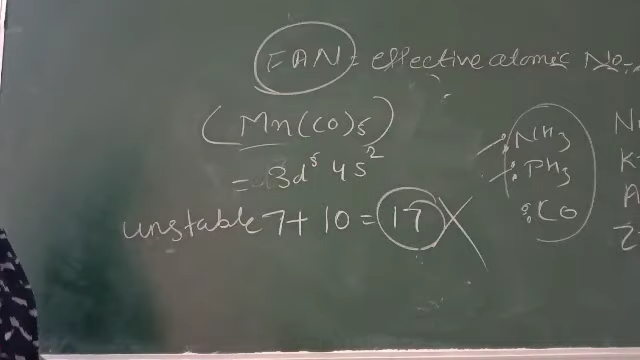 EAN = effective atomic No.
(Mn(CO)5)
= 3d⁵ 4s²
unstable 7+10 = 17 X
:NH3
:PH3
:CO